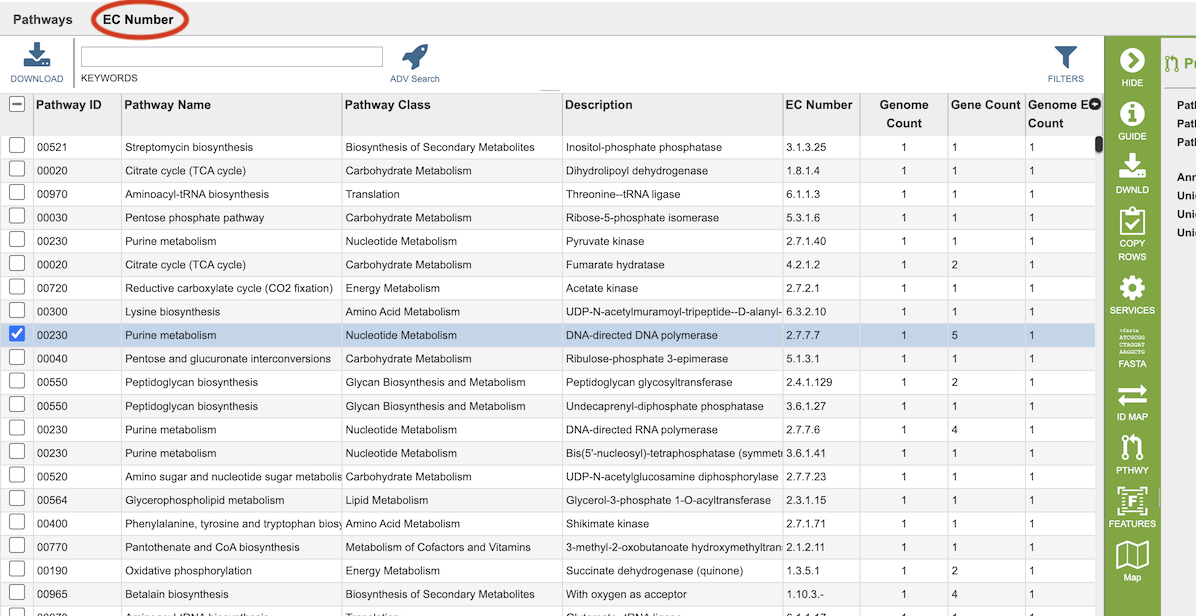 Pathways EC Number
DOWNLOAD KEYWORDS ADV Search FILTERS
Pathway ID Pathway Name Pathway Class Description EC Number Genome Count Gene Count Genome E Count
00521 Streptomycin biosynthesis Biosynthesis of Secondary Metabolites Inositol-phosphate phosphatase 3.1.3.25 1 1 1
00020 Citrate cycle (TCA cycle) Carbohydrate Metabolism Dihydrolipoyl dehydrogenase 1.8.1.4 1 1 1
00970 Aminoacyl-tRNA biosynthesis Translation Threonine--tRNA ligase 6.1.1.3 1 1 1
00030 Pentose phosphate pathway Carbohydrate Metabolism Ribose-5-phosphate isomerase 5.3.1.6 1 1 1
00230 Purine metabolism Nucleotide Metabolism Pyruvate kinase 2.7.1.40 1 1 1
00020 Citrate cycle (TCA cycle) Carbohydrate Metabolism Fumarate hydratase 4.2.1.2 1 2 1
00720 Reductive carboxylate cycle (CO2 fixation) Energy Metabolism Acetate kinase 2.7.2.1 1 1 1
00300 Lysine biosynthesis Amino Acid Metabolism UDP-N-acetylmuramoyl-tripeptide--D-alanyl- 6.3.2.10 1 1 1
00230 Purine metabolism Nucleotide Metabolism DNA-directed DNA polymerase 2.7.7.7 1 5 1
00040 Pentose and glucuronate interconversions Carbohydrate Metabolism Ribulose-phosphate 3-epimerase 5.1.3.1 1 1 1
00550 Peptidoglycan biosynthesis Glycan Biosynthesis and Metabolism Peptidoglycan glycosyltransferase 2.4.1.129 1 2 1
00550 Peptidoglycan biosynthesis Glycan Biosynthesis and Metabolism Undecaprenyl-diphosphate phosphatase 3.6.1.27 1 1 1
00230 Purine metabolism Nucleotide Metabolism DNA-directed RNA polymerase 2.7.7.6 1 4 1
00230 Purine metabolism Nucleotide Metabolism Bis(5'-nucleosyl)-tetraphosphatase (symmet 3.6.1.41 1 1 1
00520 Amino sugar and nucleotide sugar metabolis Carbohydrate Metabolism UDP-N-acetylglucosamine diphosphorylase 2.7.7.23 1 1 1
00564 Glycerophospholipid metabolism Lipid Metabolism Glycerol-3-phosphate 1-O-acyltransferase 2.3.1.15 1 1 1
00400 Phenylalanine, tyrosine and tryptophan biosy Amino Acid Metabolism Shikimate kinase 2.7.1.71 1 1 1
00770 Pantothenate and CoA biosynthesis Metabolism of Cofactors and Vitamins 3-methyl-2-oxobutanoate hydroxymethyltran 2.1.2.11 1 1 1
00190 Oxidative phosphorylation Energy Metabolism Succinate dehydrogenase (quinone) 1.3.5.1 1 2 1
00965 Betalain biosynthesis Biosynthesis of Secondary Metabolites With oxygen as acceptor 1.10.3.- 1 4 1
HIDE
GUIDE
DWNLD
COPY
ROWS
SERVICES
>fasta
ATCGCGG
CTAGGAT
AAGGCTG
FASTA
ID MAP
PTHWY
F
FEATURES
Map
P
Pat
Pat
Pat
Ann
Uni
Uni
Uni